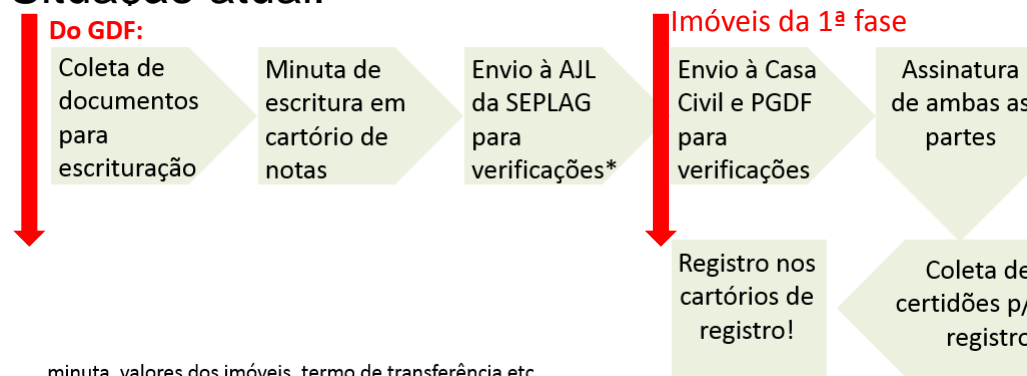 Situação atual:
Do GDF:
Imóveis da 1ª fase
Coleta de
documentos
para
escrituração
Minuta de
escritura em
cartório de
notas
Envio à AJL
da SEPLAG
para
verificações*
Envio à Casa
Civil e PGDF
para
verificações
Assinatura
de ambas as
partes
Coleta de
certidões p/
registro
Registro nos
cartórios de
registro!
minuta, valores dos imóveis, termo de transferência etc